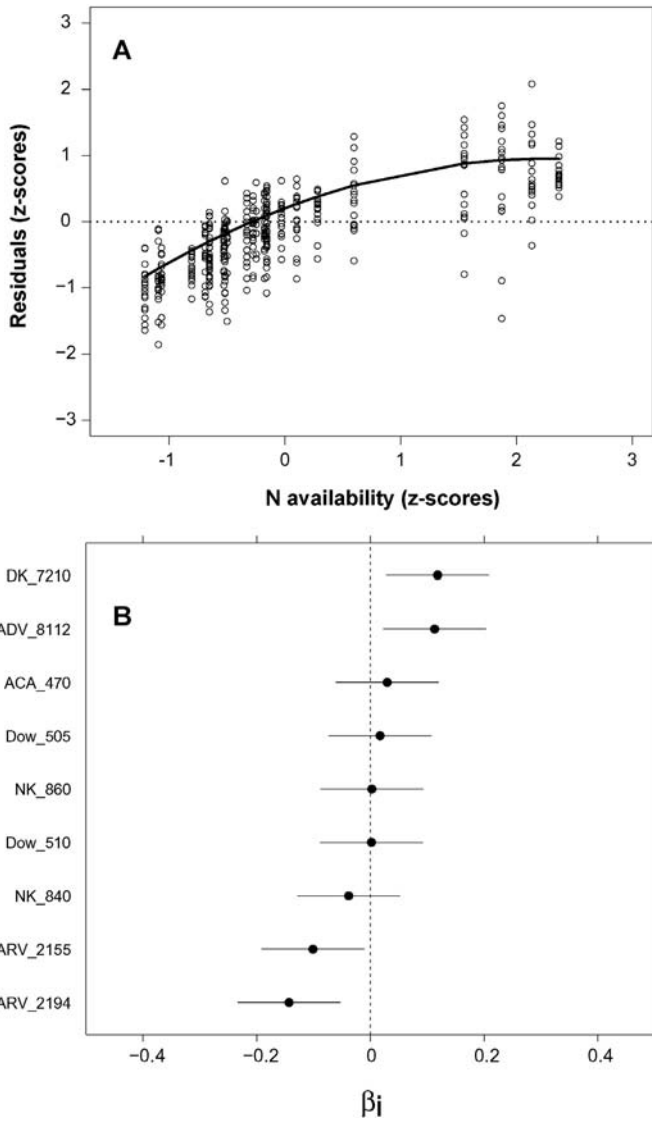 A
Residuals (z-scores)
3
2
1
0
−1
−2
−3
-1
0
1
2
3
N availability (z-scores)
B
DK_7210
ADV_8112
ACA_470
Dow_505
NK_860
Dow_510
NK_840
ARV_2155
ARV_2194
−0.4
−0.2
0
0.2
0.4
βi